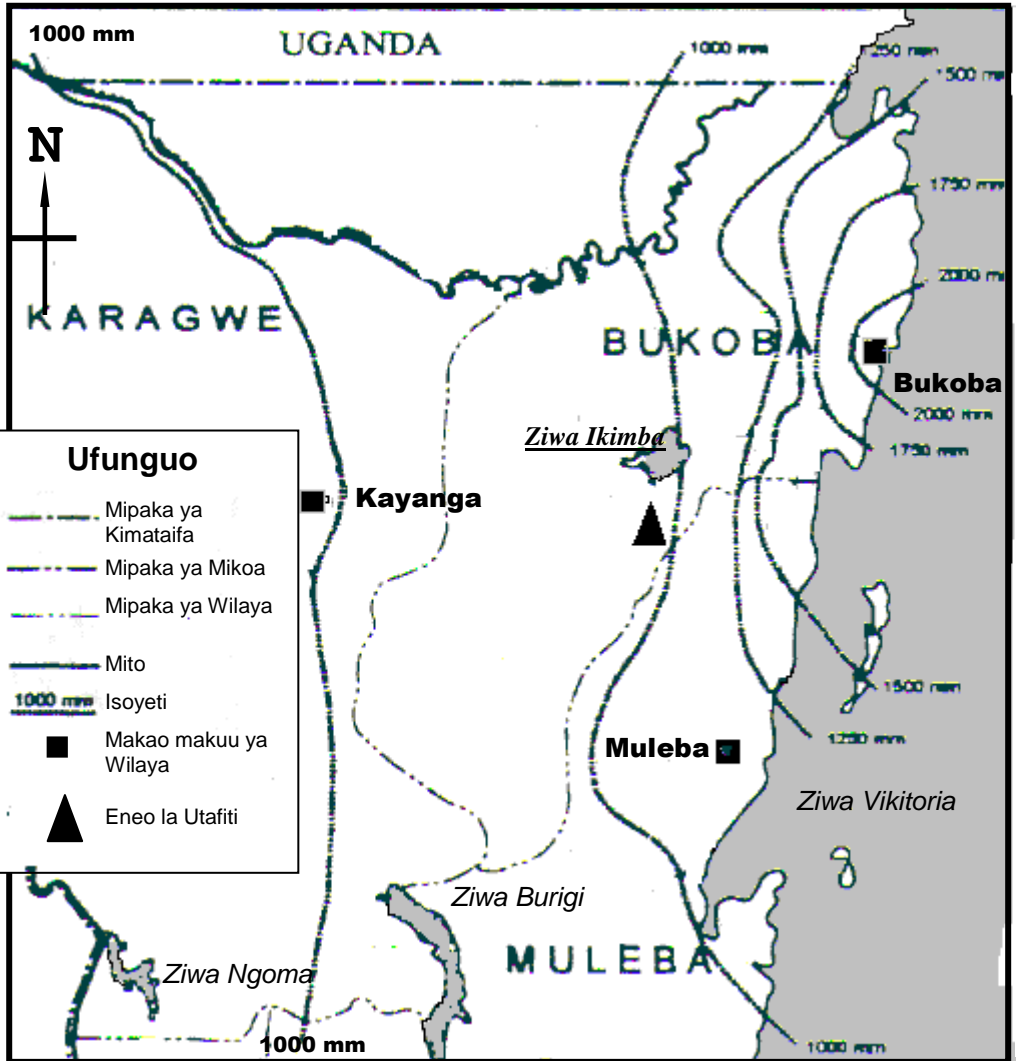 1000 mm
UGANDA
1000 mm
1250 mm
1500 mm
N
1750 mm
KARAGWE
2000 mm
BUKOBA
Bukoba
2000 mm
Ziwa Ikimba
1750 mm
Kayanga
Ufunguo
Mipaka ya
Kimataifa
Mipaka ya Mikoa
Mipaka ya Wilaya
Mito
1000 mm Isoyeti
Makao makuu ya
Wilaya
Eneo la Utafiti
1500 mm
1250 mm
Muleba
Ziwa Vikitoria
Ziwa Burigi
MULEBA
Ziwa Ngoma
1000 mm
1000 mm